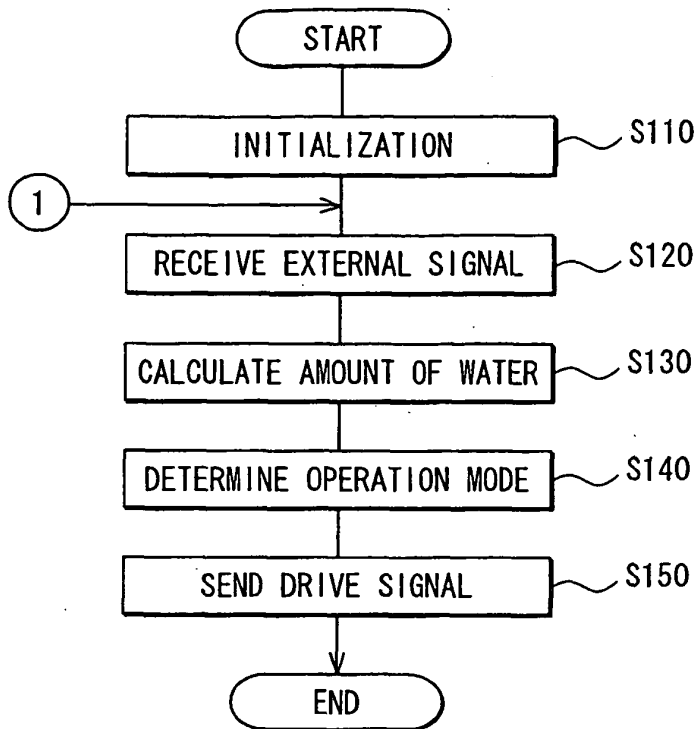 START
INITIALIZATION
S110
1
RECEIVE EXTERNAL SIGNAL
S120
CALCULATE AMOUNT OF WATER
S130
DETERMINE OPERATION MODE
S140
SEND DRIVE SIGNAL
S150
END